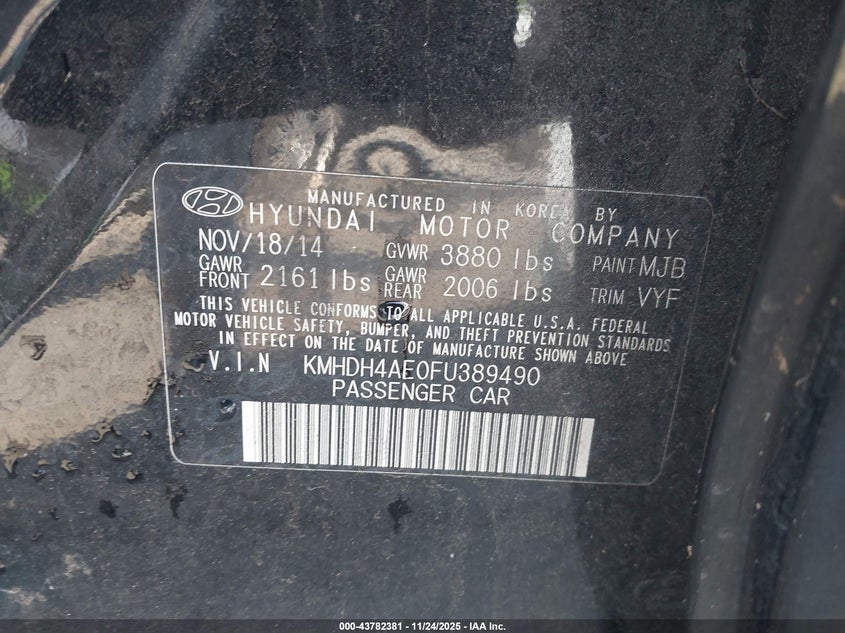 MANUFACTURED IN KOREA BY
HYUNDAI MOTOR COMPANY
NOV/18/14 GVWR 3880 lbs PAINT MJB
GAWR FRONT 2161 lbs GAWR REAR 2006 lbs TRIM VYF
THIS VEHICLE CONFORMS TO ALL APPLICABLE U.S.A. FEDERAL
MOTOR VEHICLE SAFETY, BUMPER, AND THEFT PREVENTION STANDARDS
IN EFFECT ON THE DATE OF MANUFACTURE SHOWN ABOVE
V.I.N KMHDH4AE0FU389490
PASSENGER CAR
000-43782381 - 11/24/2025 - IAA Inc.